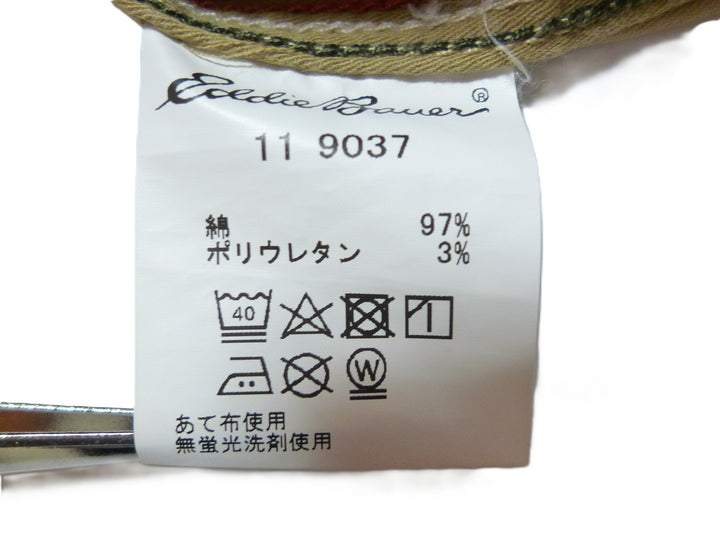 Eddie Bauer®
11 9037
綿 97%
ポリウレタン 3%
40
W
あて布使用
無蛍光洗剤使用